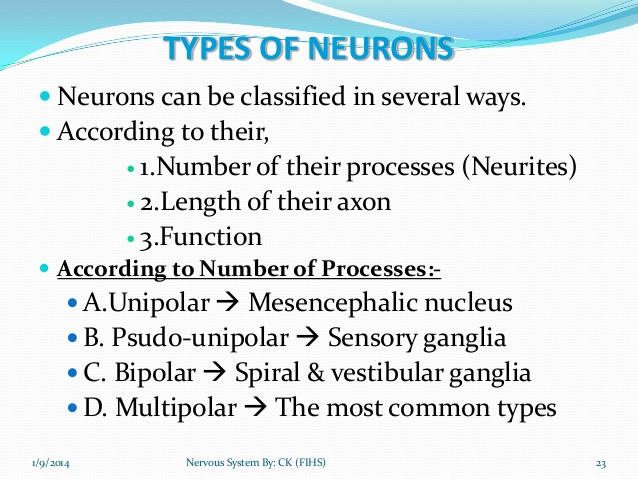 TYPES OF NEURONS
Neurons can be classified in several ways.
According to their,
1.Number of their processes (Neurites)
2.Length of their axon
3.Function
According to Number of Processes:-
A.Unipolar → Mesencephalic nucleus
B. Psudo-unipolar → Sensory ganglia
C. Bipolar → Spiral & vestibular ganglia
D. Multipolar → The most common types
1/9/2014 Nervous System By: CK (FIHS) 23